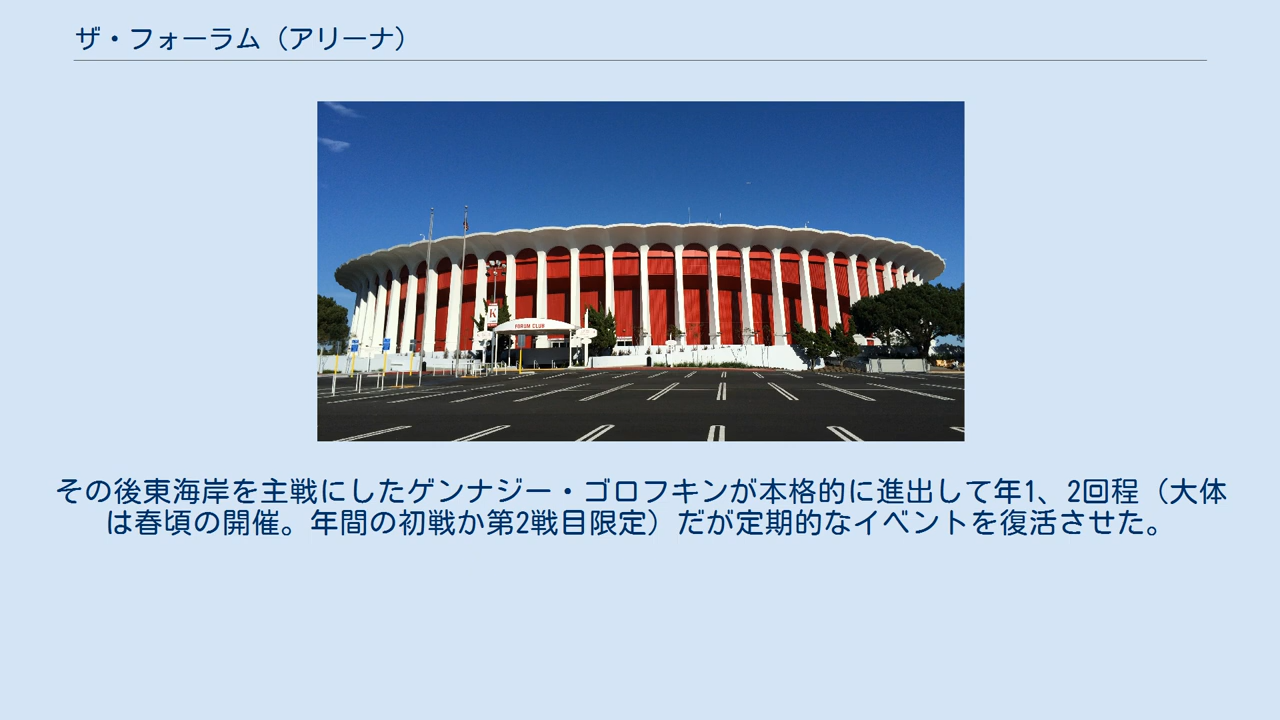 ザ・フォーラム（アリーナ）
K
FORUM CLUB
その後東海岸を主戦にしたゲンナジー・ゴロフキンが本格的に進出して年1、2回程（大体
は春頃の開催。年間の初戦か第2戦目限定）だが定期的なイベントを復活させた。